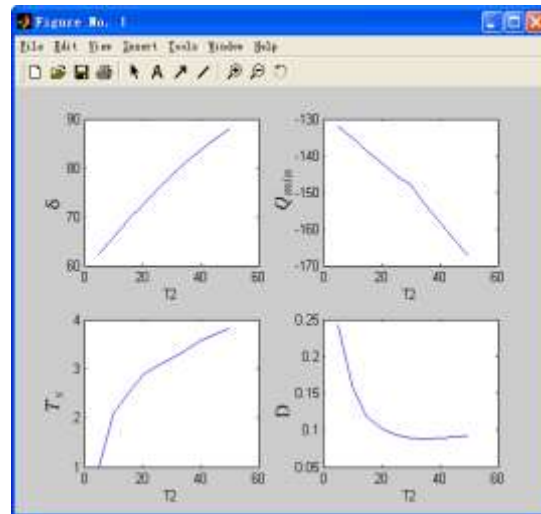 Figure No. 1
File Edit View Insert Tools Window Help
90
80
70
60
δ
0 20 40 60
T2
-130
-140
-150
-160
-170
Qmin
0 20 40 60
T2
4
3
2
1
0 20 40 60
T2
0.25
0.2
0.15
0.1
0.05
D
0 20 40 60
T2